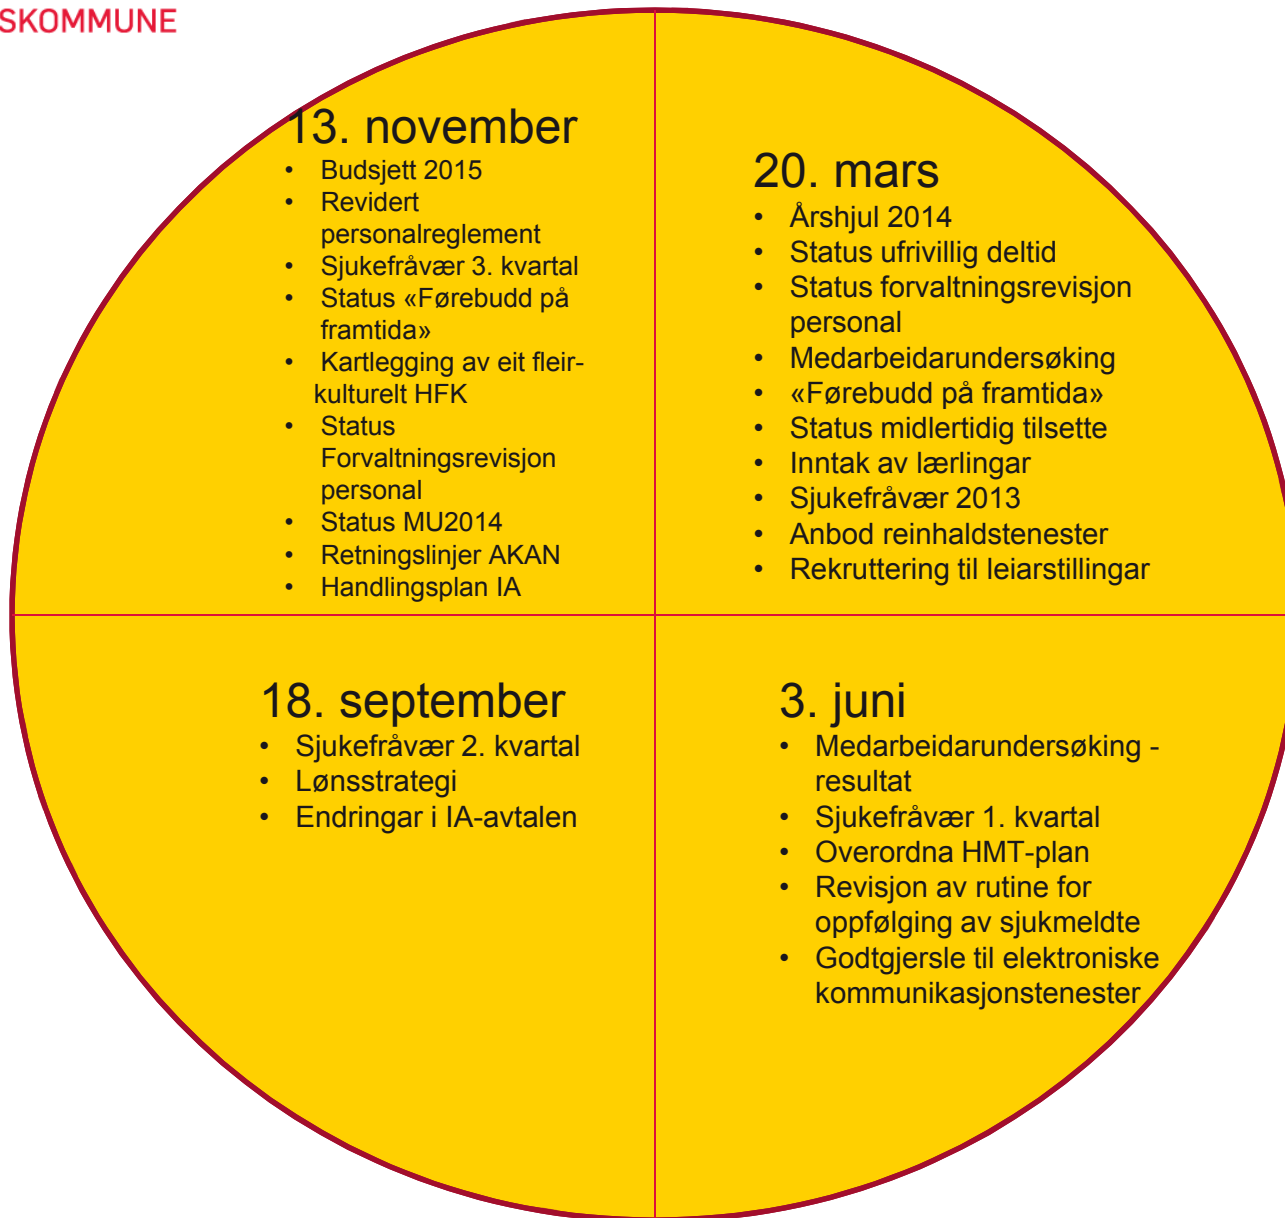 SKOMMUNE
13. november
• Budsjett 2015
• Revidert
personalreglement
• Sjukefråvær 3. kvartal
• Status «Førebudd på
framtida»
• Kartlegging av eit fleir-
kulturelt HFK
• Status
Forvaltningsrevisjon
personal
• Status MU2014
• Retningslinjer AKAN
• Handlingsplan IA
20. mars
• Årshjul 2014
• Status ufrivillig deltid
• Status forvaltningsrevisjon
personal
• Medarbeidarundersøking
• «Førebudd på framtida»
• Status midlertidig tilsette
• Inntak av lærlingar
• Sjukefråvær 2013
• Anbod reinhaldstenester
• Rekruttering til leiarstillingar
18. september
• Sjukefråvær 2. kvartal
• Lønsstrategi
• Endringar i IA-avtalen
3. juni
• Medarbeidarundersøking -
resultat
• Sjukefråvær 1. kvartal
• Overordna HMT-plan
• Revisjon av rutine for
oppfølging av sjukmeldte
• Godtgjersle til elektroniske
kommunikasjonstenester